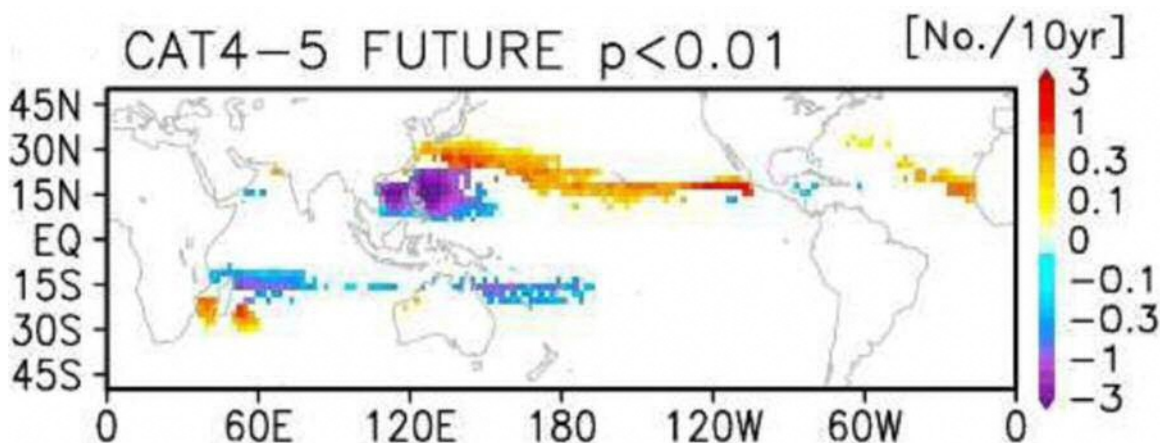 CAT4-5 FUTURE p<0.01
[No./10yr]
45N
30N
15N
EQ
15S
30S
45S
0 60E 120E 180 120W 60W 0
3
1
0.3
0.1
0
-0.1
-0.3
-1
-3